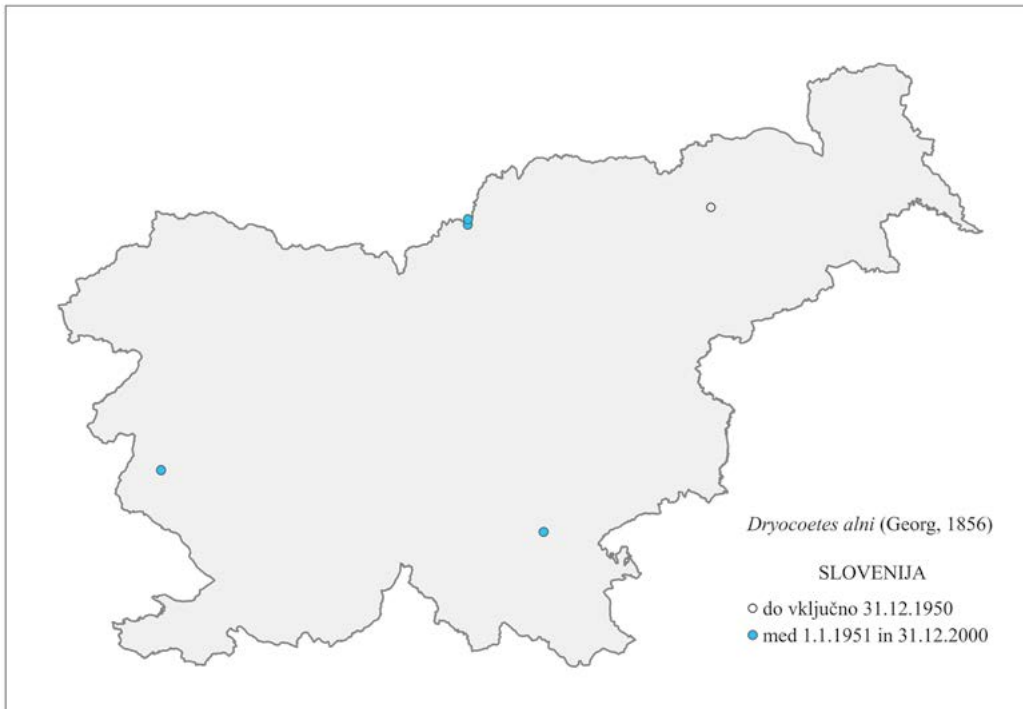 Dryocoetes alni (Georg, 1856)
SLOVENIJA
do vključno 31.12.1950
med 1.1.1951 in 31.12.2000